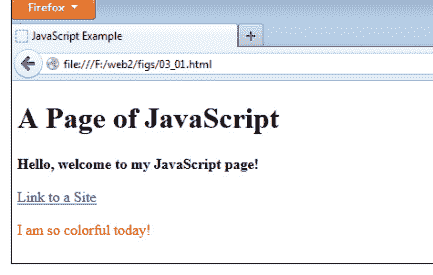 Firefox
JavaScript Example
file:///F:/web2/figs/03_01.html
A Page of JavaScript
Hello, welcome to my JavaScript page!
Link to a Site
I am so colorful today!